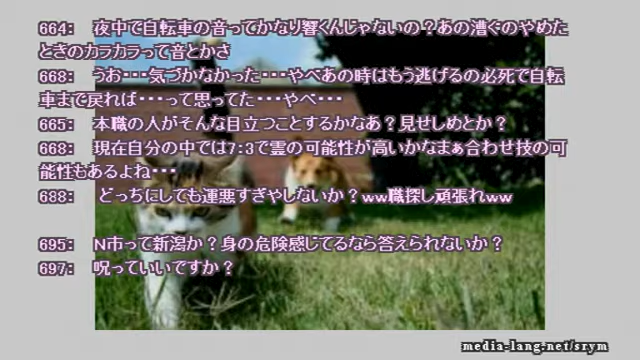 664:　夜中で自転車の音ってかなり響くんじゃないの？あの漕ぐのやめた
ときのカラカラって音とかさ
668:　うお・・・気づかなかった・・・やべあの時はもう逃げるの必死で自転
車まで戻れば・・・って思ってた・・・やべ・・・
665:　本職の人がそんな目立つことするかなあ？見せしめとか？
668:　現在自分の中では7:3で霊の可能性が高いかなまぁ合わせ技の可
能性もあるよね・・・
688:　どっちにしても運悪すぎやしないか？ww職探し頑張れww
695:　N市って新潟か？身の危険感じてるなら答えられないか？
697:　呪っていいですか？
media-lang.net/srym